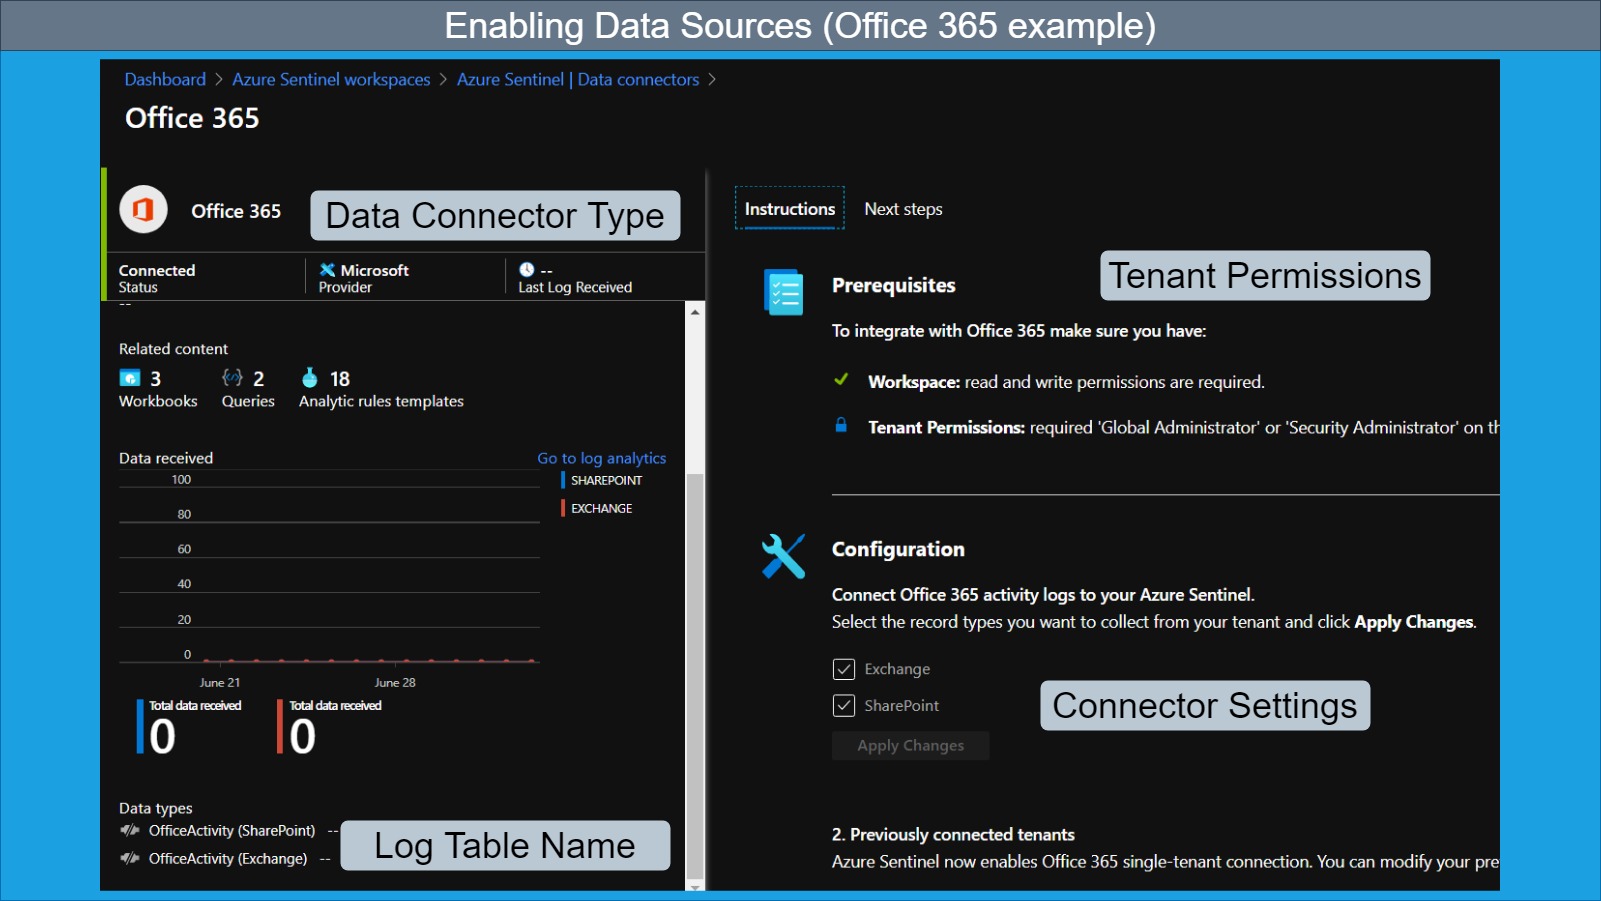 Enabling Data Sources (Office 365 example)
Dashboard > Azure Sentinel workspaces > Azure Sentinel | Data connectors >
Office 365
Office 365
Data Connector Type
Connected
Status
Microsoft
Provider
--
Last Log Received
--
Related content
3
Workbooks
2
Queries
18
Analytic rules templates
Data received
Go to log analytics
100
80
60
40
20
0
SHAREPOINT
EXCHANGE
June 21
June 28
Total data received
0
Total data received
0
Data types
OfficeActivity (SharePoint) --
OfficeActivity (Exchange) --
Log Table Name
Instructions
Next steps
Tenant Permissions
Prerequisites
To integrate with Office 365 make sure you have:
Workspace: read and write permissions are required.
Tenant Permissions: required 'Global Administrator' or 'Security Administrator' on th
Configuration
Connect Office 365 activity logs to your Azure Sentinel.
Select the record types you want to collect from your tenant and click Apply Changes.
Exchange
SharePoint
Connector Settings
Apply Changes
2. Previously connected tenants
Azure Sentinel now enables Office 365 single-tenant connection. You can modify your pre